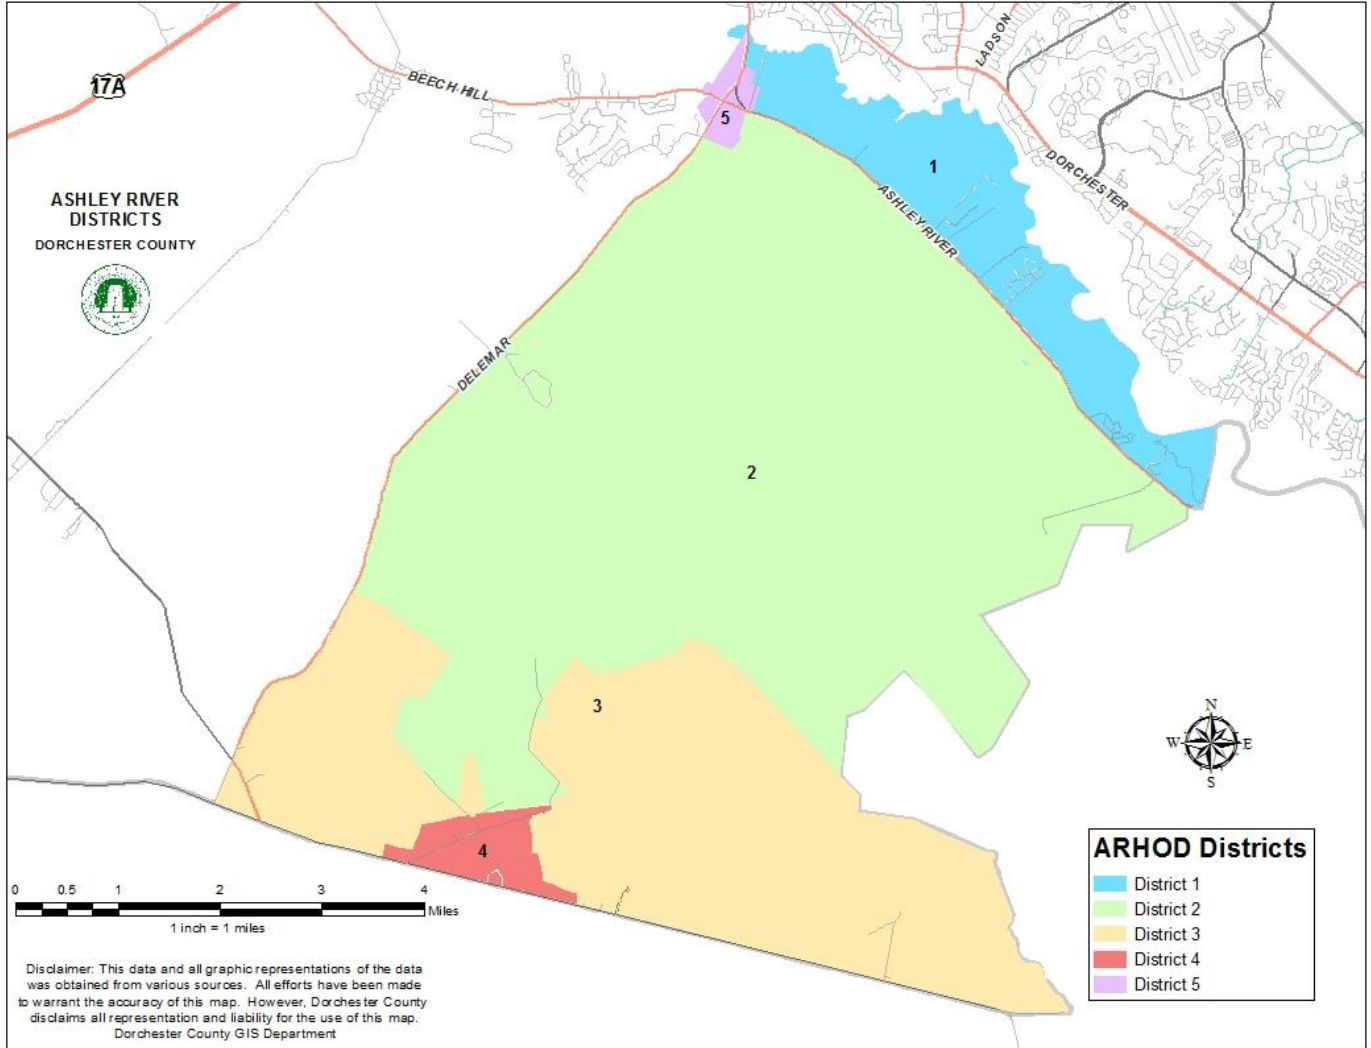 17A
BEECH HILL
LADSON
DORCHESTER
5
1
ASHLEY RIVER
ASHLEY RIVER
DISTRICTS
DORCHESTER COUNTY
DELEMAR
2
3
4
N
W E
S
0 0.5 1 2 3 4
Miles
1 inch = 1 miles
Disclaimer: This data and all graphic representations of the data
was obtained from various sources. All efforts have been made
to warrant the accuracy of this map. However, Dorchester County
disclaims all representation and liability for the use of this map.
Dorchester County GIS Department
ARHOD Districts
District 1
District 2
District 3
District 4
District 5